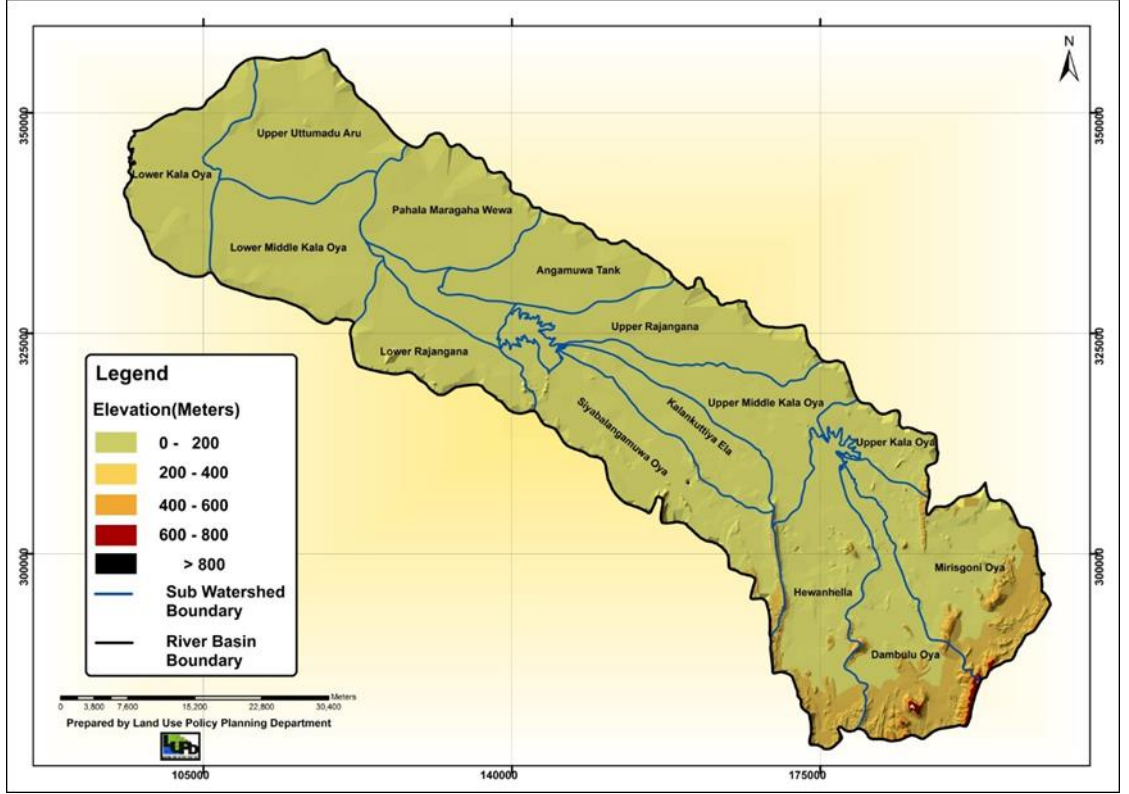 N
350000
350000
325000
325000
300000
300000
Upper Uttumadu Aru
Lower Kala Oya
Pahala Maragaha Wewa
Lower Middle Kala Oya
Angamuwa Tank
Upper Rajangana
Lower Rajangana
Upper Middle Kala Oya
Kalankuttiya Ela
Siyabalangamuwa Oya
Upper Kala Oya
Mirisgoni Oya
Hewanhella
Dambulu Oya
Legend
Elevation(Meters)
0 - 200
200 - 400
400 - 600
600 - 800
> 800
Sub Watershed
Boundary
River Basin
Boundary
Meters
0 3,800 7,600 15,200 22,800 30,400
Prepared by Land Use Policy Planning Department
LUPD
105000 140000 175000